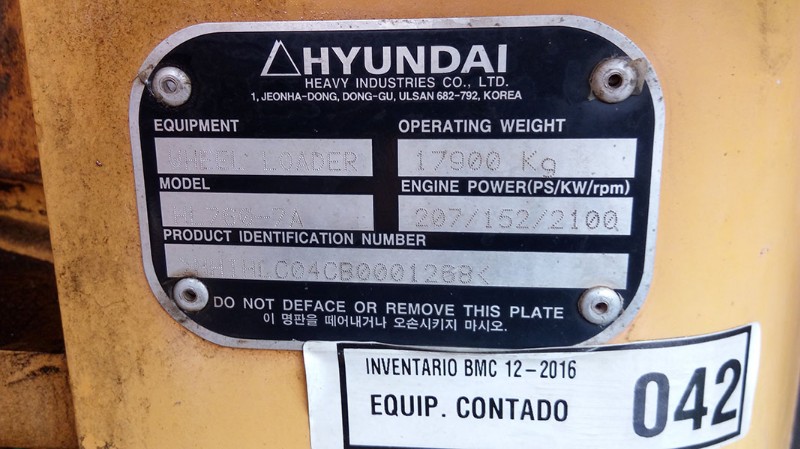 HYUNDAI
HEAVY INDUSTRIES CO., LTD.
1, JEONHA-DONG, DONG-GU, ULSAN 682-792, KOREA
EQUIPMENT
WHEEL LOADER
OPERATING WEIGHT
17900 Kg
MODEL
ENGINE POWER(PS/KW/rpm)
207/152/2100
PRODUCT IDENTIFICATION NUMBER
DO NOT DEFACE OR REMOVE THIS PLATE
이 명판을 떼어내거나 오손시키지 마시오.
INVENTARIO BMC 12-2016
EQUIP. CONTADO
042